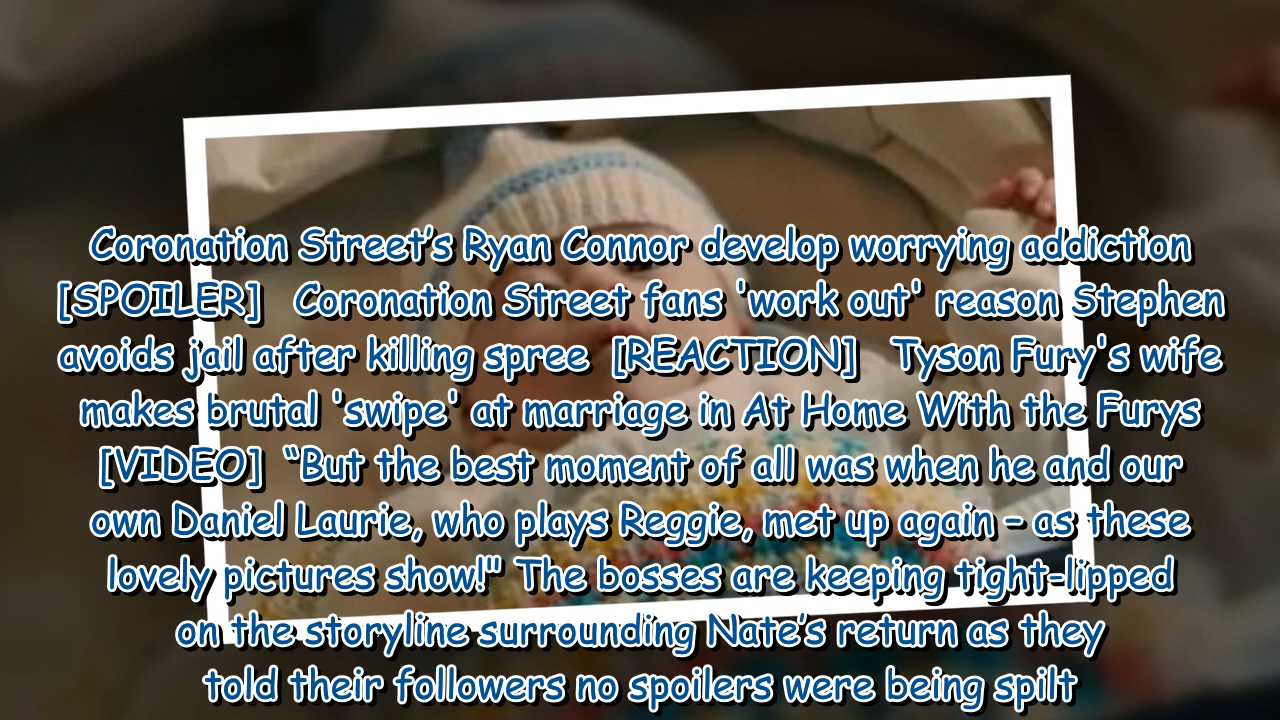 Coronation Street’s Ryan Connor develop worrying addiction
[SPOILER] Coronation Street fans 'work out' reason Stephen
avoids jail after killing spree [REACTION] Tyson Fury's wife
makes brutal 'swipe' at marriage in At Home With the Furys
[VIDEO] “But the best moment of all was when he and our
own Daniel Laurie, who plays Reggie, met up again – as these
lovely pictures show!" The bosses are keeping tight-lipped
on the storyline surrounding Nate’s return as they
told their followers no spoilers were being spilt